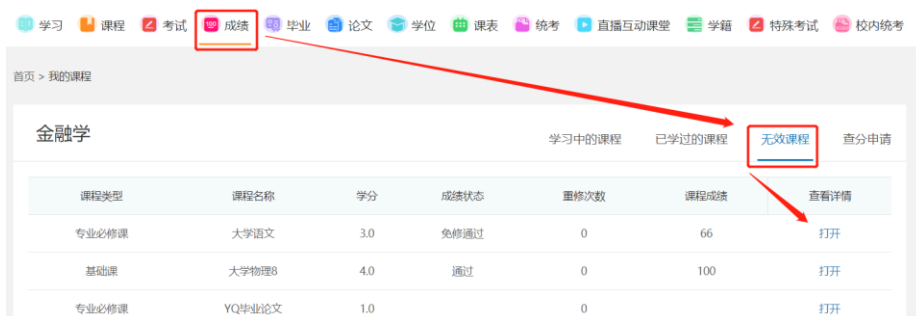 学习 课程 考试 成绩 毕业 论文 学位 课表 统考 直播互动课堂 学籍 特殊考试 校内统考
首页 > 我的课程
金融学 学习中的课程 已学过的课程 无效课程 查分申请
课程类型 课程名称 学分 成绩状态 重修次数 课程成绩 查看详情
专业必修课 大学语文 3.0 免修通过 0 66 打开
基础课 大学物理8 4.0 通过 0 100 打开
专业必修课 YQ毕业论文 1.0 0 打开